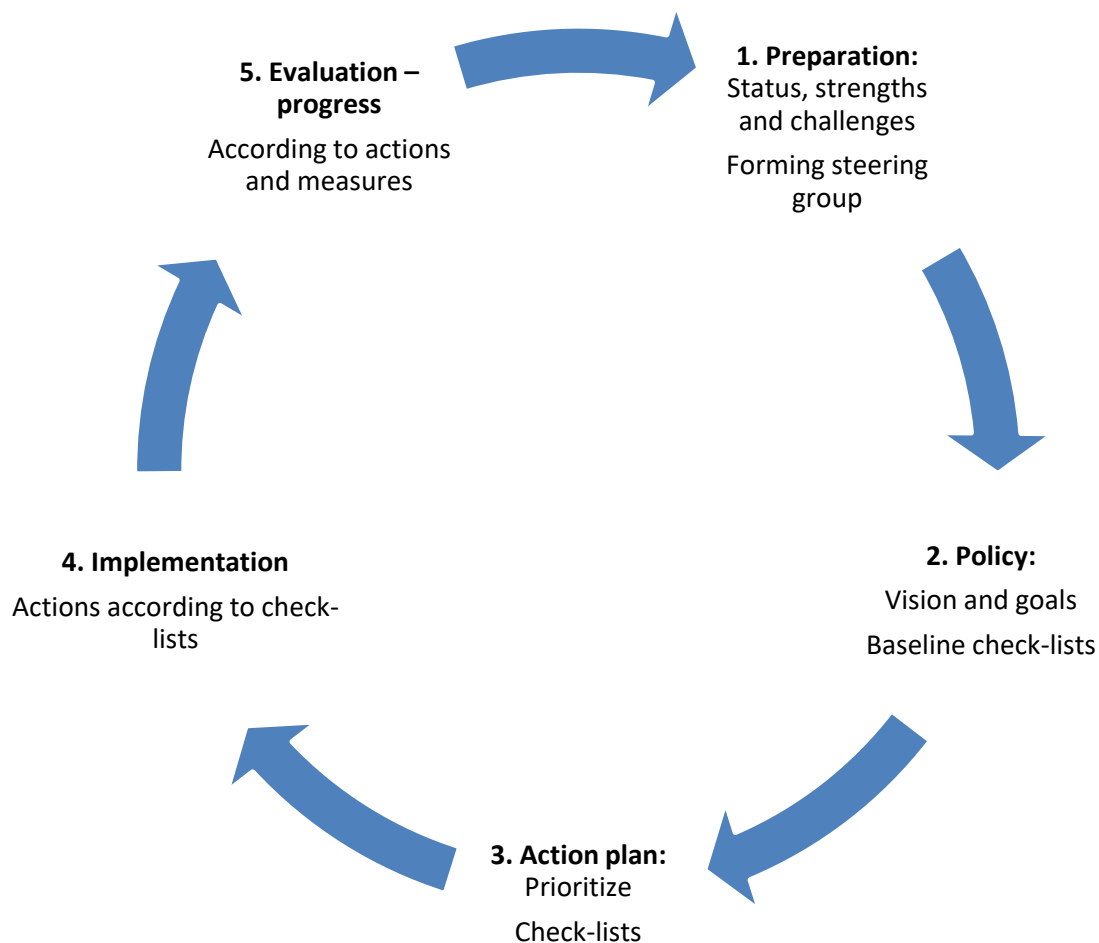 1. Preparation:
Status, strengths
and challenges
Forming steering
group
2. Policy:
Vision and goals
Baseline check-lists
3. Action plan:
Prioritize
Check-lists
4. Implementation
Actions according to check-
lists
5. Evaluation –
progress
According to actions
and measures